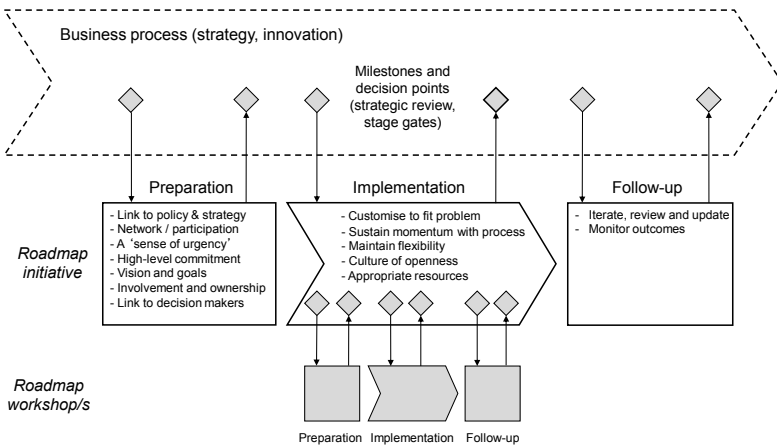 Business process (strategy, innovation)
Milestones and
decision points
(strategic review,
stage gates)
Preparation
Implementation
Follow-up
Roadmap
initiative
- Link to policy & strategy
- Network / participation
- A ‘sense of urgency’
- High-level commitment
- Vision and goals
- Involvement and ownership
- Link to decision makers
- Customise to fit problem
- Sustain momentum with process
- Maintain flexibility
- Culture of openness
- Appropriate resources
- Iterate, review and update
- Monitor outcomes
Roadmap
workshop/s
Preparation
Implementation
Follow-up